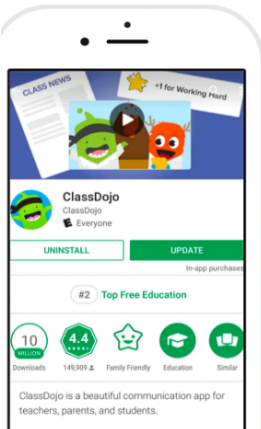 CLASS NEWS
+1 for Working Hard
ClassDojo
ClassDojo
E Everyone
UNINSTALL
UPDATE
In-app purchases
#2 Top Free Education
10
MILLION
4.4
Downloads
149,909
Family Friendly
Education
Similar
ClassDojo is a beautiful communication app for
teachers, parents, and students.